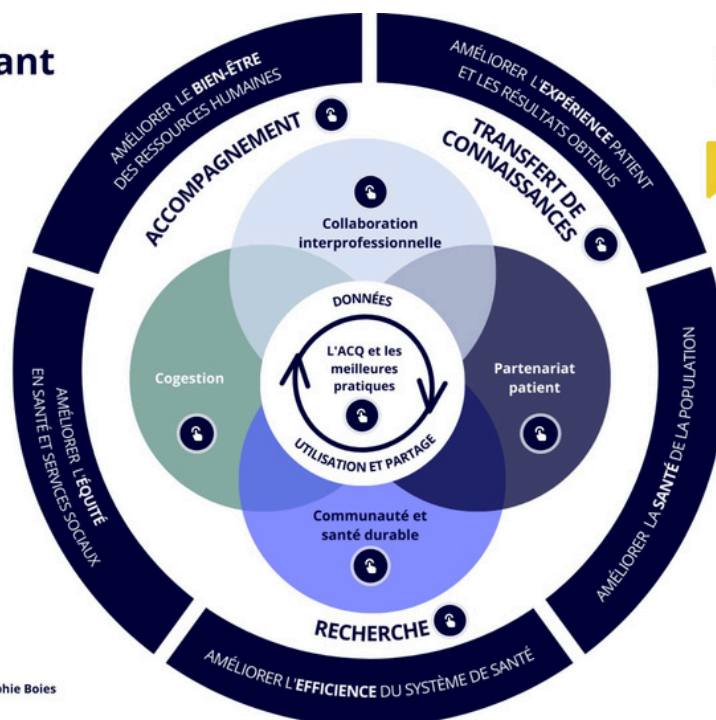 ant
AMÉLIORER LE BIEN-ÊTRE
DES RESSOURCES HUMAINES
AMÉLIORER L'EXPÉRIENCE PATIENT
ET LES RÉSULTATS OBTENUS
ACCOMPAGNEMENT
TRANSFERT DE
CONNAISSANCES
Collaboration
interprofessionnelle
DONNÉES
L'ACQ et les
meilleures
pratiques
UTILISATION ET PARTAGE
Cogestion
Partenariat
patient
Communauté et
santé durable
RECHERCHE
AMÉLIORER L'ÉQUITÉ
EN SANTÉ ET SERVICES SOCIAUX
AMÉLIORER LA SANTÉ DE LA POPULATION
AMÉLIORER L'EFFICIENCE DU SYSTÈME DE SANTÉ
hie Boies